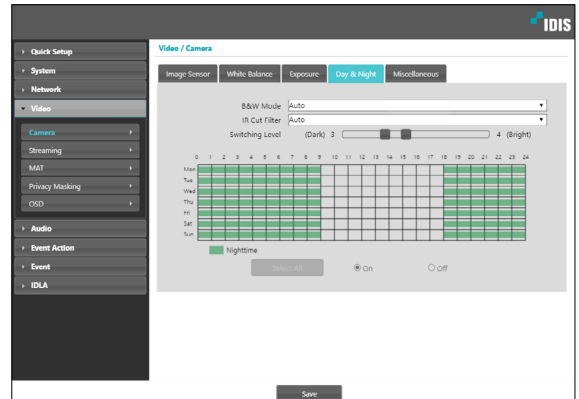 IDIS
Quick Setup
System
Network
Video
Camera
Streaming
MAT
Privacy Masking
OSD
Audio
Event Action
Event
IDLA
Video / Camera
Image Sensor White Balance Exposure Day & Night Miscellaneous
B&W Mode Auto
IR Cut Filter Auto
Switching Level (Dark) 3 4 (Bright)
0 1 2 3 4 5 6 7 8 9 10 11 12 13 14 15 16 17 18 19 20 21 22 23 24
Mon
Tue
Wed
Thu
Fri
Sat
Sun
Nighttime
Select All On Off
Save